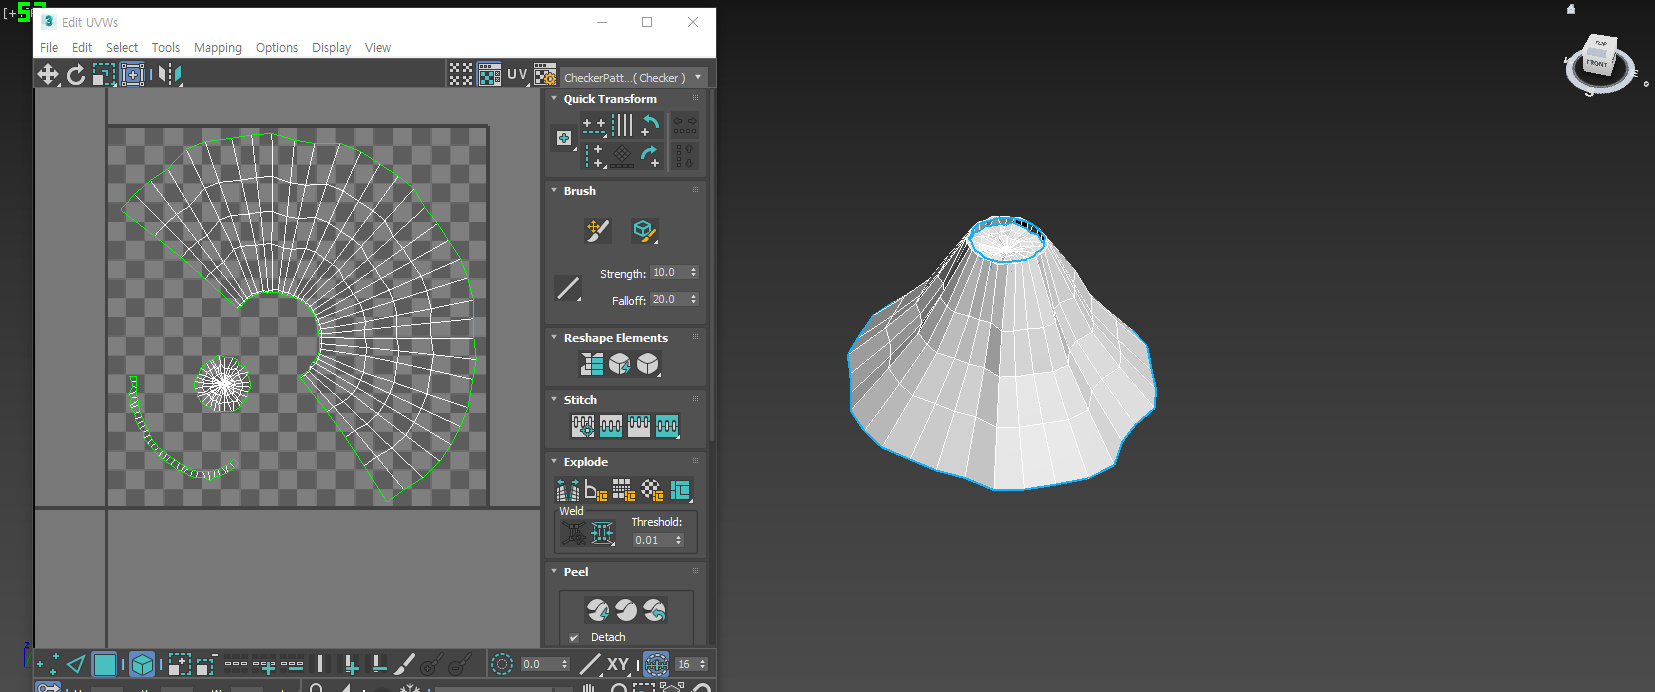 [+
Edit UVWs
File Edit Select Tools Mapping Options Display View
UV
CheckerPatt...( Checker )
Quick Transform
Brush
Strength: 10.0
Falloff: 20.0
Reshape Elements
Stitch
Explode
Weld
Threshold:
0.01
Peel
Detach
0.0
XY
16
FRONT
S